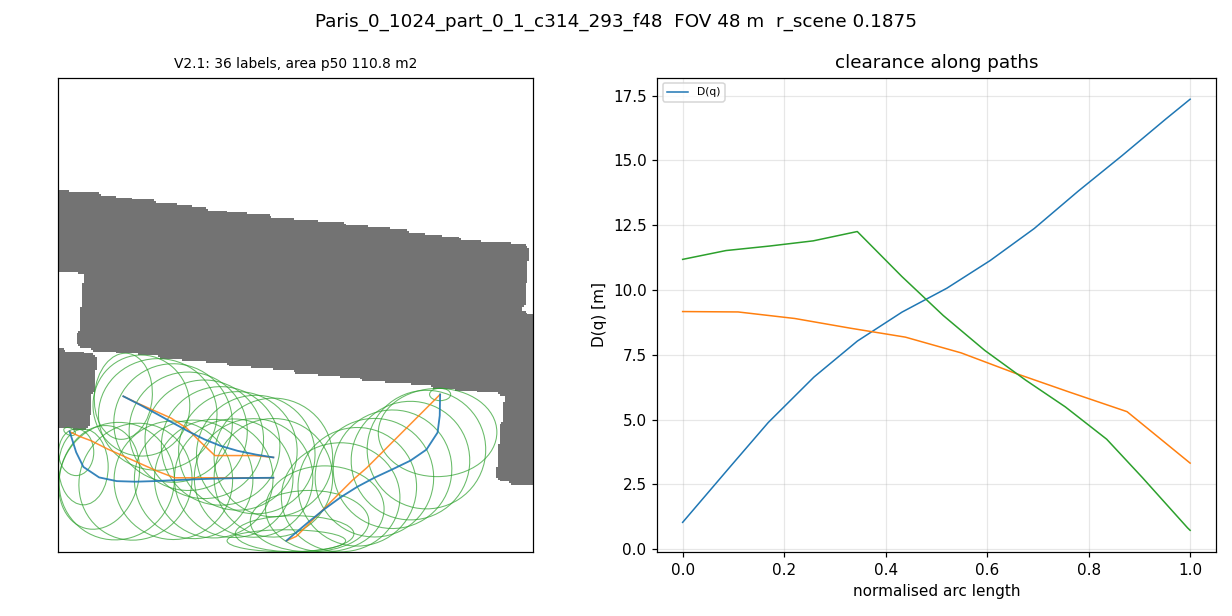 Paris_0_1024_part_0_1_c314_293_f48  FOV 48 m  r_scene 0.1875
V2.1: 36 labels, area p50 110.8 m2
clearance along paths
D(q)
17.5
15.0
12.5
10.0
7.5
5.0
2.5
0.0
D(q) [m]
0.0 0.2 0.4 0.6 0.8 1.0
normalised arc length